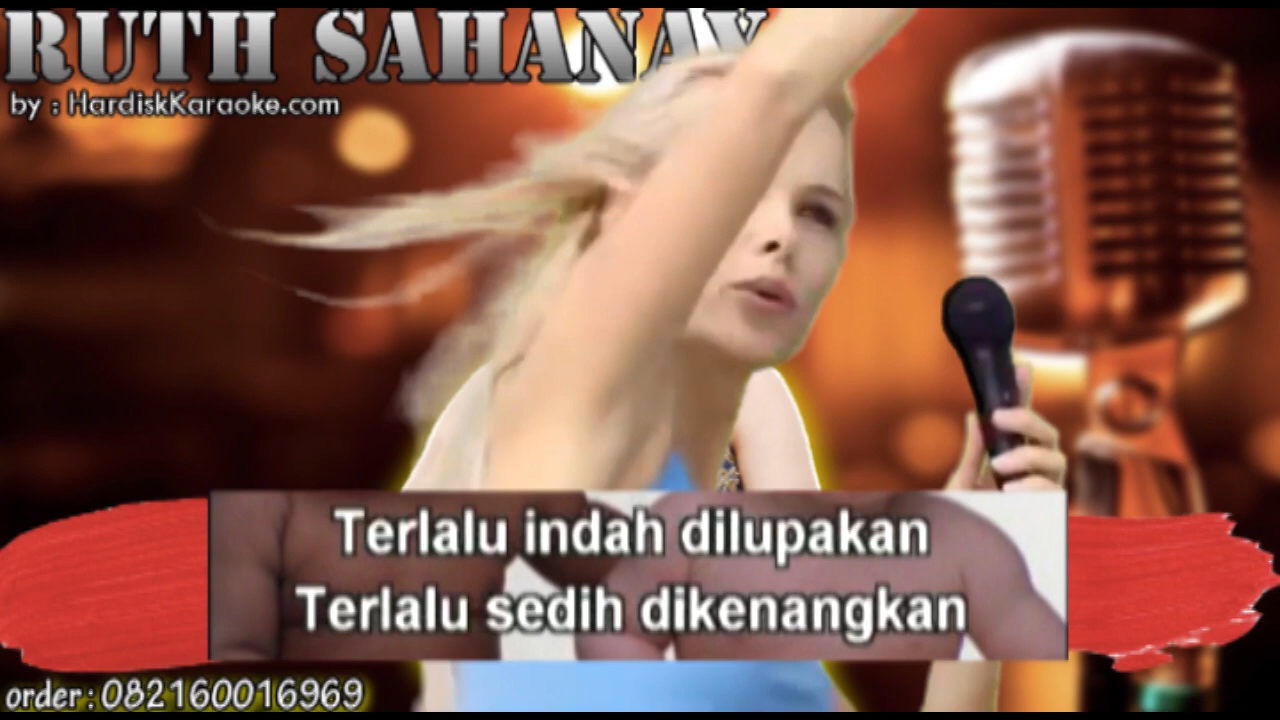 RUTH SAHANAY
by : HardiskKaraoke.com
Terlalu indah dilupakan
Terlalu sedih dikenangkan
order : 082160016969